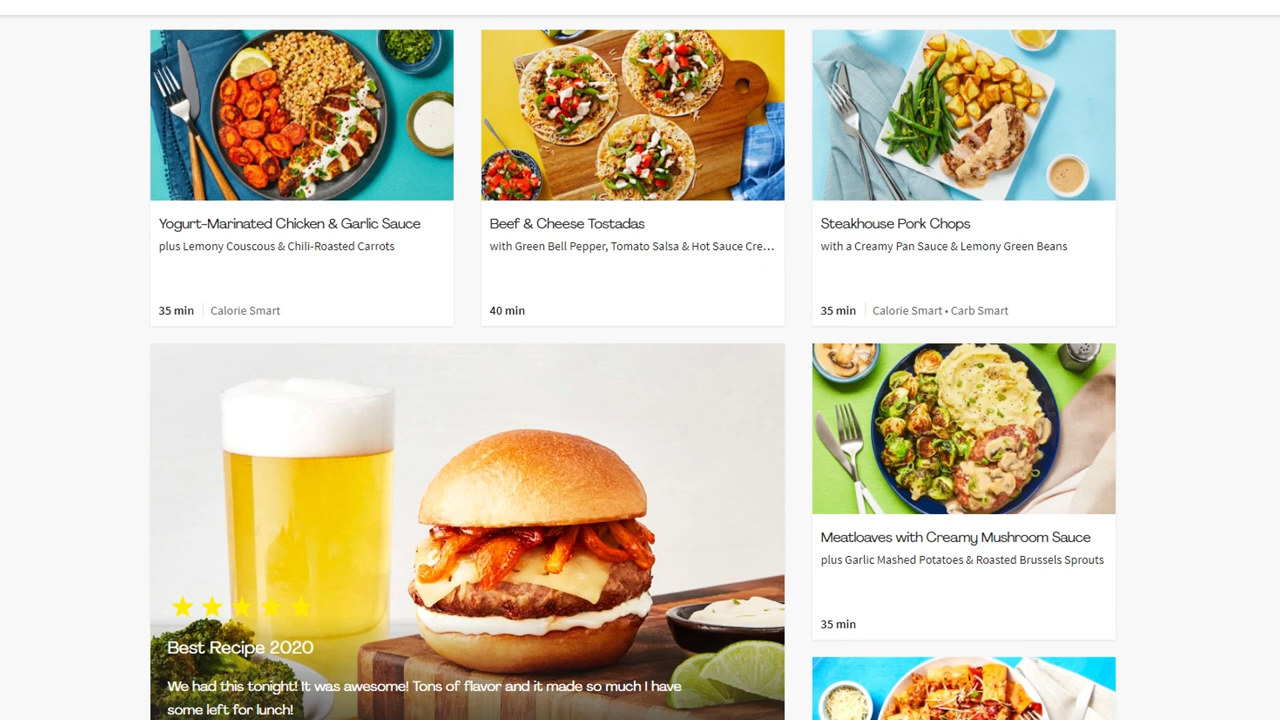 Yogurt-Marinated Chicken & Garlic Sauce
plus Lemony Couscous & Chili-Roasted Carrots
35 min
Calorie Smart
Beef & Cheese Tostadas
with Green Bell Pepper, Tomato Salsa & Hot Sauce Cre...
40 min
Steakhouse Pork Chops
with a Creamy Pan Sauce & Lemony Green Beans
35 min
Calorie Smart • Carb Smart
Best Recipe 2020
We had this tonight! It was awesome! Tons of flavor and it made so much I have
some left for lunch!
Meatloaves with Creamy Mushroom Sauce
plus Garlic Mashed Potatoes & Roasted Brussels Sprouts
35 min